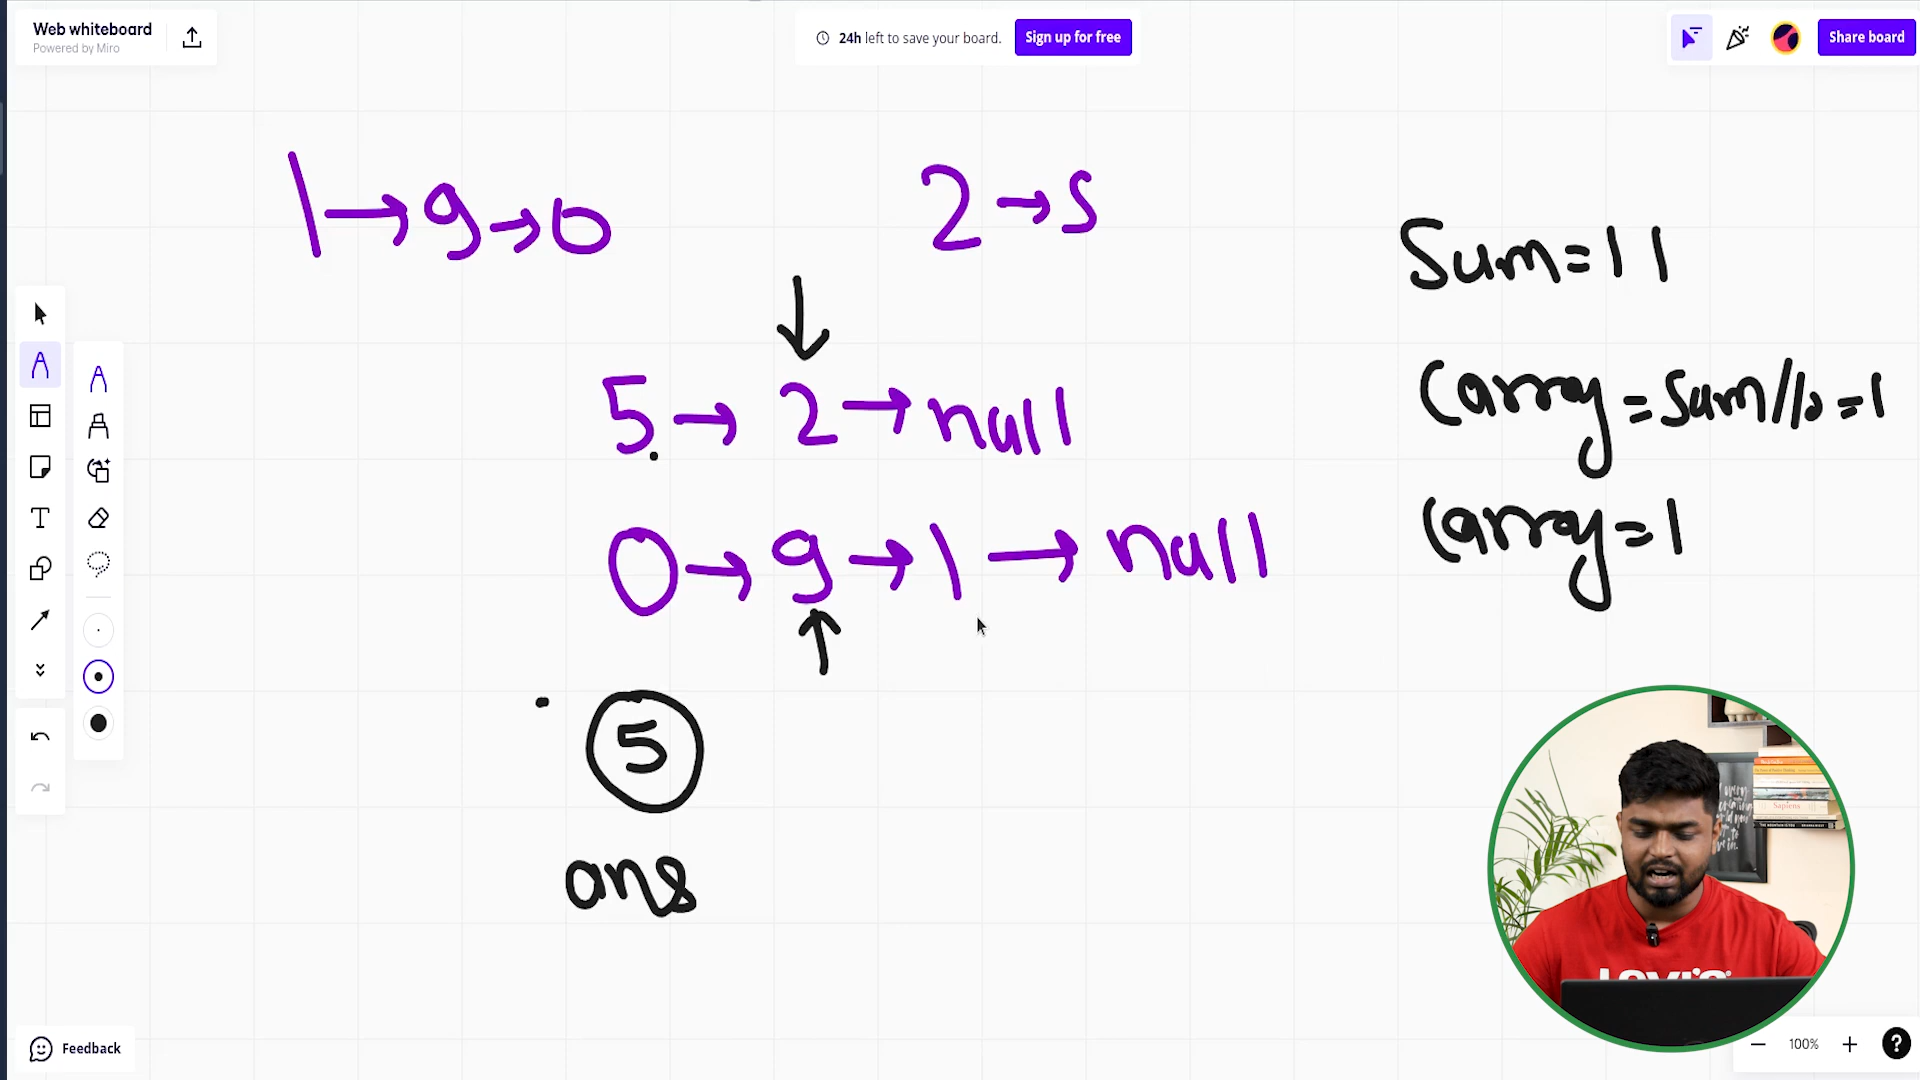 Web whiteboard
Powered by Miro
24h left to save your board.
Sign up for free
Share board
1→9→0
2→5
Sum=11
5→2→null
Carry=Sum//10=1
0→9→1→null
Carry=1
5
ans
Sapiens
LEVI'S
Feedback
100%
?